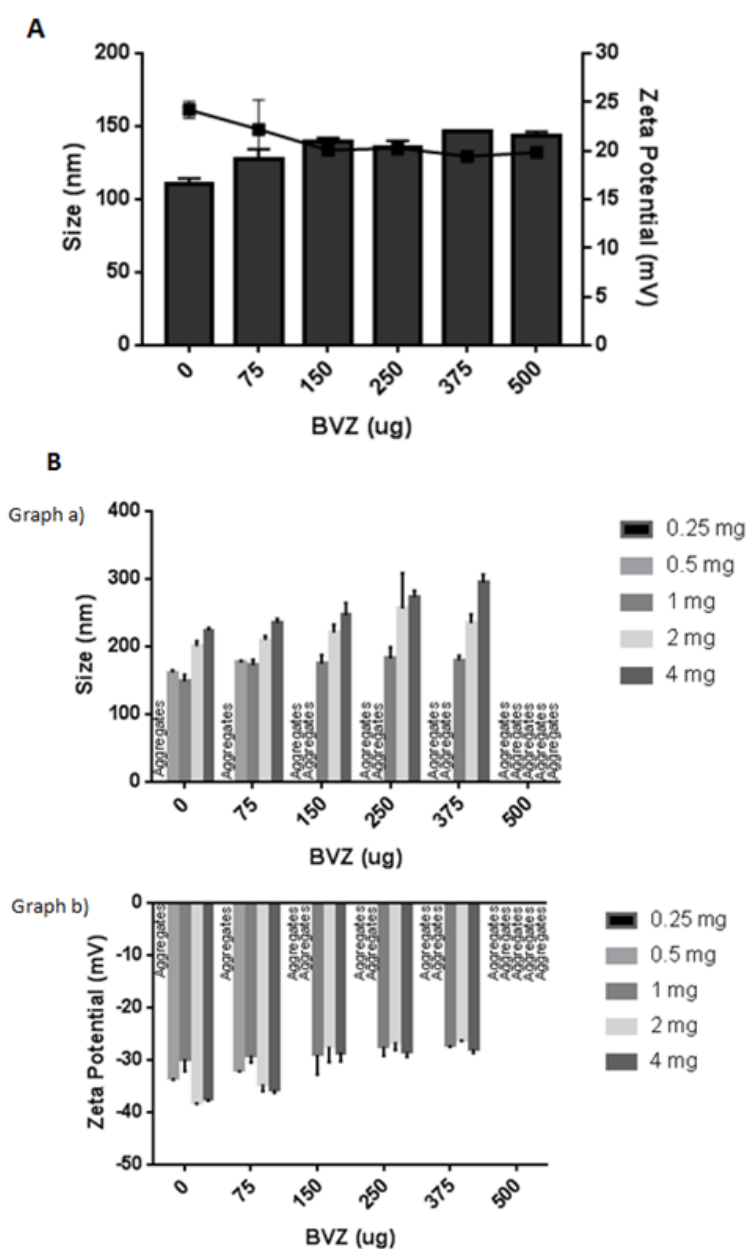 A
200
150
100
50
0
Size (nm)
30
25
20
15
10
5
0
Zeta Potential (mV)
0
75
150
250
375
500
BVZ (ug)
B
Graph a)
400
300
200
100
0
Size (nm)
Aggregates
Aggregates
Aggregates
Aggregates
Aggregates
Aggregates
Aggregates
Aggregates
Aggregates
Aggregates
Aggregates
Aggregates
Aggregates
0
75
150
250
375
500
BVZ (ug)
0.25 mg
0.5 mg
1 mg
2 mg
4 mg
Graph b)
0
-10
-20
-30
-40
-50
Zeta Potential (mV)
Aggregates
Aggregates
Aggregates
Aggregates
Aggregates
Aggregates
Aggregates
Aggregates
Aggregates
Aggregates
Aggregates
Aggregates
Aggregates
0
75
150
250
375
500
BVZ (ug)
0.25 mg
0.5 mg
1 mg
2 mg
4 mg